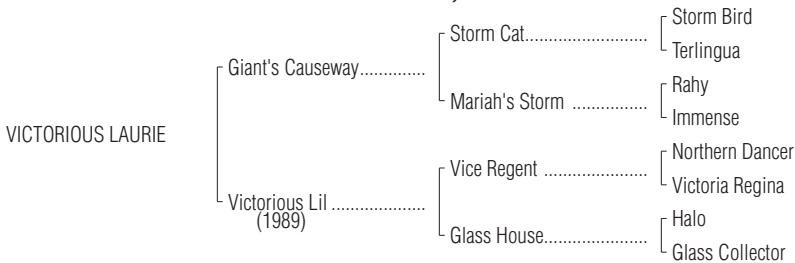 Storm Bird
Storm Cat
Terlingua
Giant's Causeway
Rahy
Mariah's Storm
Immense
VICTORIOUS LAURIE
Northern Dancer
Vice Regent
Victoria Regina
Victorious Lil
(1989)
Halo
Glass House
Glass Collector